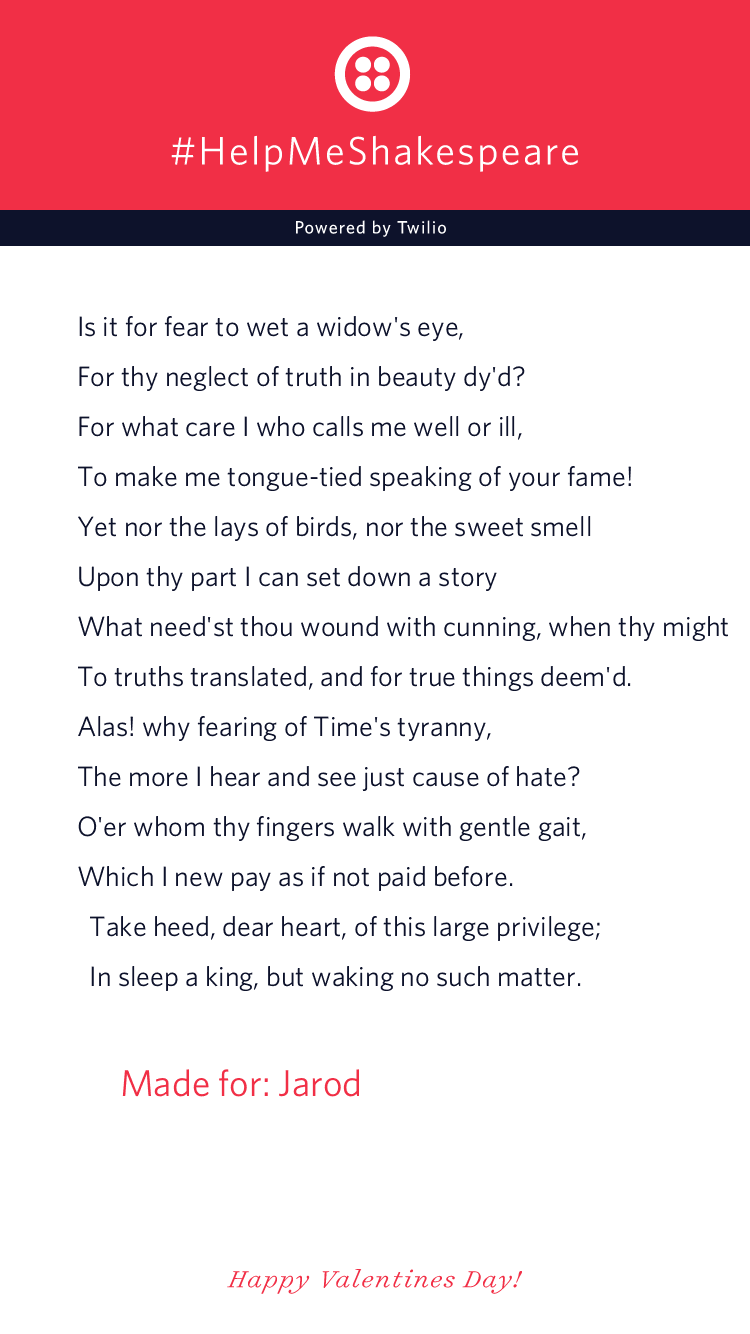 #HelpMeShakespeare
Powered by Twilio
Is it for fear to wet a widow's eye,
For thy neglect of truth in beauty dy'd?
For what care I who calls me well or ill,
To make me tongue-tied speaking of your fame!
Yet nor the lays of birds, nor the sweet smell
Upon thy part I can set down a story
What need'st thou wound with cunning, when thy might
To truths translated, and for true things deem'd.
Alas! why fearing of Time's tyranny,
The more I hear and see just cause of hate?
O'er whom thy fingers walk with gentle gait,
Which I new pay as if not paid before.
Take heed, dear heart, of this large privilege;
In sleep a king, but waking no such matter.
Made for: Jarod
Happy Valentines Day!